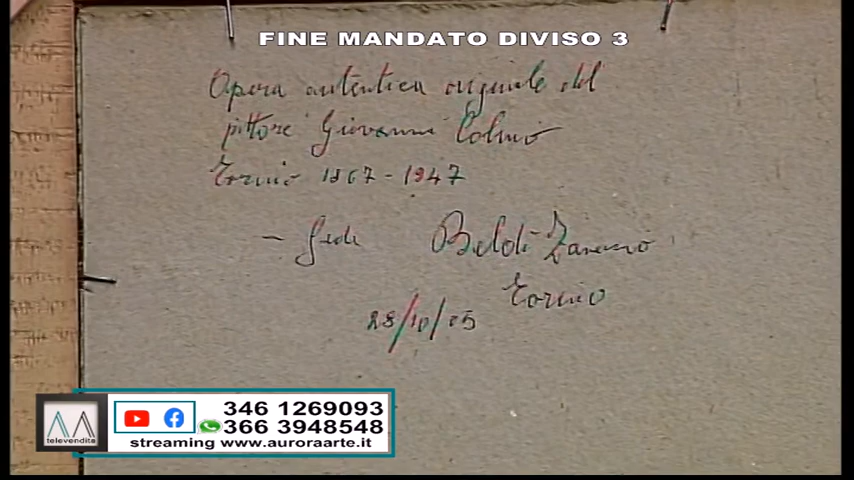 FINE MANDATO DIVISO 3
Opera autentica originale del
pittore Giovanni Colmo
Torino 1867 - 1947
- fede Beldì
Torino
28/10/05
346 1269093
366 3948548
televendita
streaming www.auroraarte.it